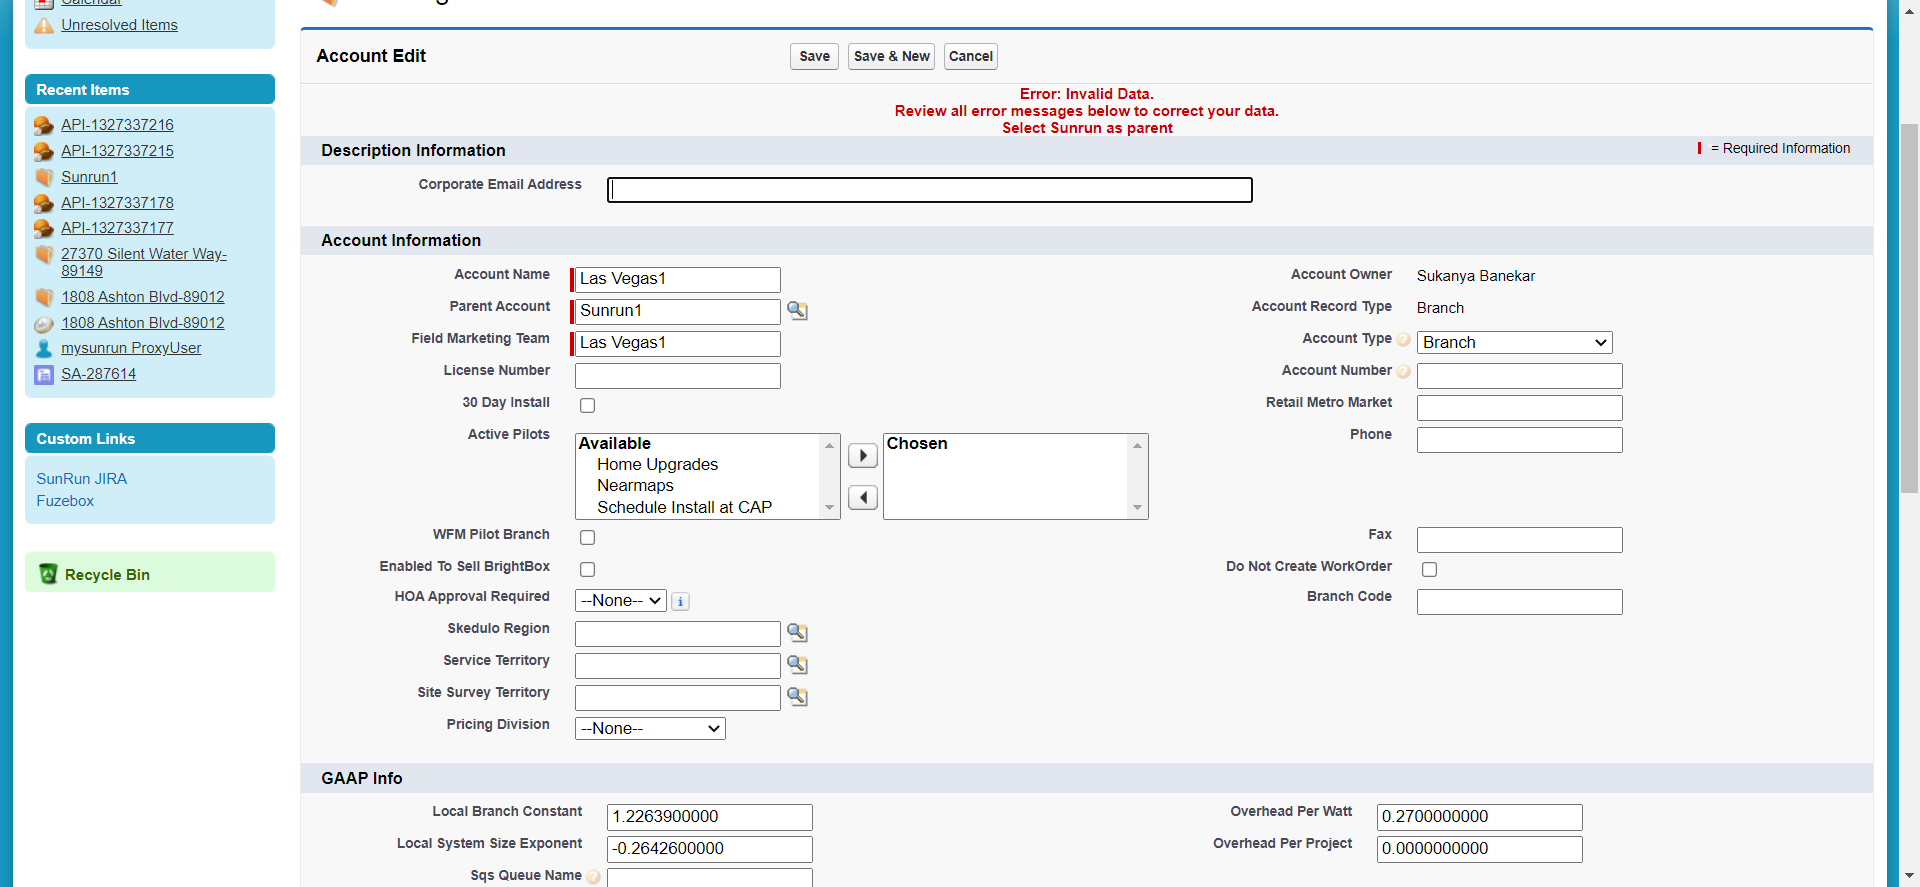 Unresolved Items
Recent Items
API-1327337216
API-1327337215
Sunrun1
API-1327337178
API-1327337177
27370 Silent Water Way-
89149
1808 Ashton Blvd-89012
1808 Ashton Blvd-89012
mysunrun ProxyUser
SA-287614
Custom Links
SunRun JIRA
Fuzebox
Recycle Bin
Account Edit
Save
Save & New
Cancel
Error: Invalid Data.
Review all error messages below to correct your data.
Select Sunrun as parent
Description Information
= Required Information
Corporate Email Address
Account Information
Account Name Las Vegas1
Account Owner Sukanya Banekar
Parent Account Sunrun1
Account Record Type Branch
Field Marketing Team Las Vegas1
Account Type ? Branch
License Number
Account Number ?
30 Day Install
Retail Metro Market
Active Pilots
Available
Home Upgrades
Nearmaps
Schedule Install at CAP
Chosen
Phone
WFM Pilot Branch
Fax
Enabled To Sell BrightBox
Do Not Create WorkOrder
HOA Approval Required --None-- i
Branch Code
Skedulo Region
Service Territory
Site Survey Territory
Pricing Division --None--
GAAP Info
Local Branch Constant 1.2263900000
Overhead Per Watt 0.2700000000
Local System Size Exponent -0.2642600000
Overhead Per Project 0.0000000000
Sqs Queue Name ?